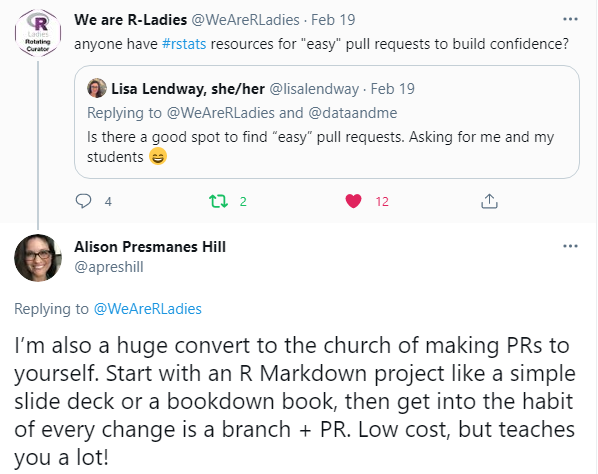 We are R-Ladies @WeAreRLadies · Feb 19
anyone have #rstats resources for "easy" pull requests to build confidence?
Lisa Lendway, she/her @lisalendway · Feb 19
Replying to @WeAreRLadies and @dataandme
Is there a good spot to find “easy” pull requests. Asking for me and my
students 😄
4 2 12
R
Ladies
Rotating
Curator
Alison Presmanes Hill
@apreshill
Replying to @WeAreRLadies
I’m also a huge convert to the church of making PRs to
yourself. Start with an R Markdown project like a simple
slide deck or a bookdown book, then get into the habit
of every change is a branch + PR. Low cost, but teaches
you a lot!